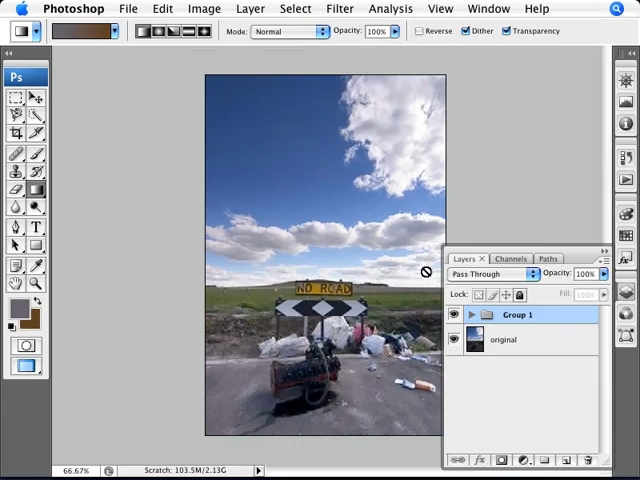 Photoshop File Edit Image Layer Select Filter Analysis View Window Help
Mode: Normal Opacity: 100% Reverse Dither Transparency
Ps
NO ROAD
Layers Channels Paths
Pass Through Opacity: 100%
Lock: Fill: 100%
Group 1
original
66.67% Scratch: 103.5M/2.13G